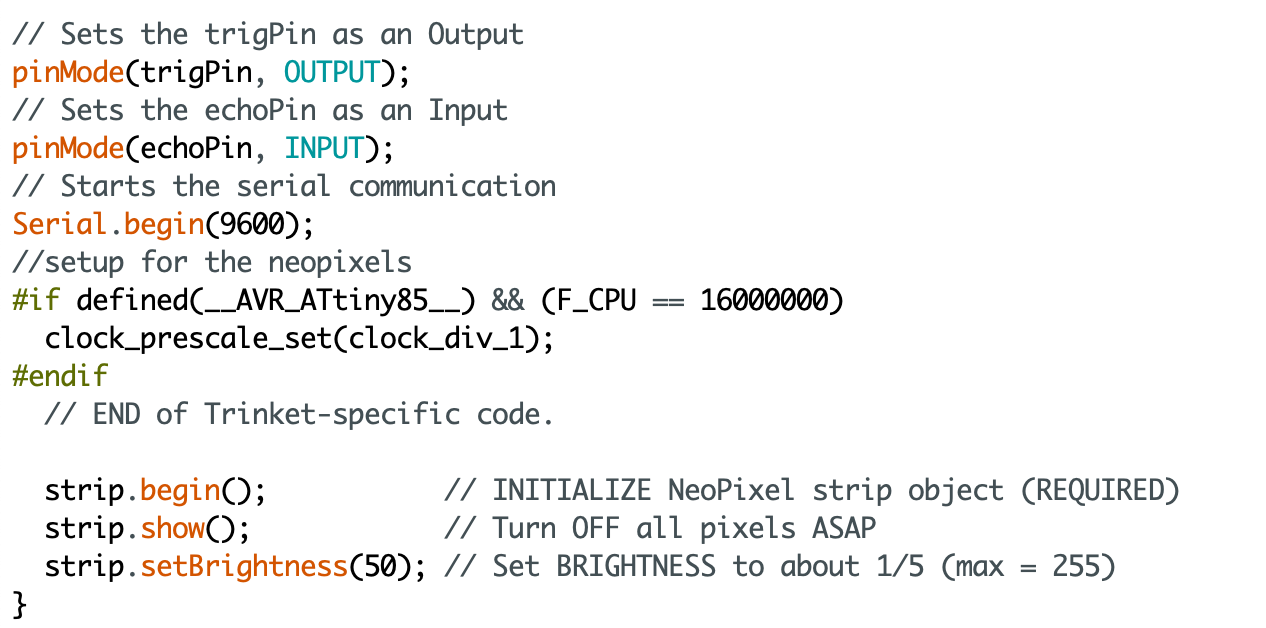 // Sets the trigPin as an Output
pinMode(trigPin, OUTPUT);
// Sets the echoPin as an Input
pinMode(echoPin, INPUT);
// Starts the serial communication
Serial.begin(9600);
//setup for the neopixels
#if defined(__AVR_ATtiny85__) && (F_CPU == 16000000)
  clock_prescale_set(clock_div_1);
#endif
  // END of Trinket-specific code.

  strip.begin();           // INITIALIZE NeoPixel strip object (REQUIRED)
  strip.show();            // Turn OFF all pixels ASAP
  strip.setBrightness(50); // Set BRIGHTNESS to about 1/5 (max = 255)
}